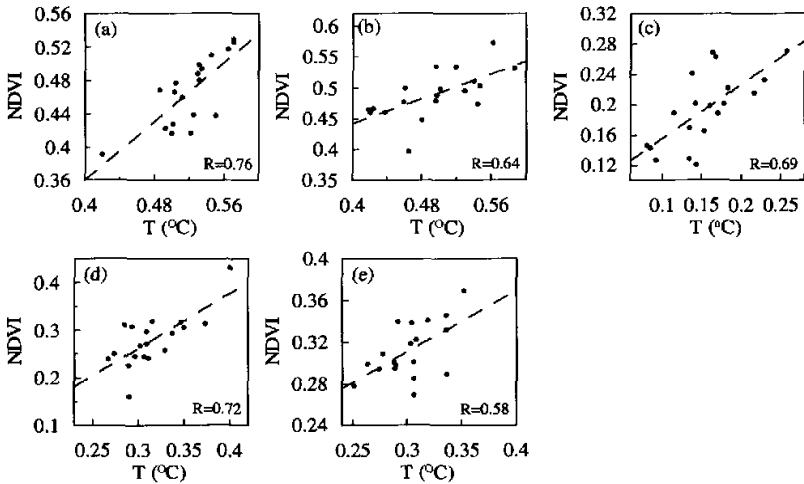 (a)
NDVI
0.56
0.52
0.48
0.44
0.4
0.36
R=0.76
0.4 0.48 0.56
T (°C)
(b)
NDVI
0.65
0.6
0.55
0.5
0.45
0.4
0.35
R=0.64
0.4 0.48 0.56
T (°C)
(c)
NDVI
0.32
0.28
0.24
0.2
0.16
0.12
R=0.69
0.1 0.15 0.2 0.25
T (°C)
(d)
NDVI
0.4
0.3
0.2
0.1
R=0.72
0.25 0.3 0.35 0.4
T (°C)
(e)
NDVI
0.4
0.36
0.32
0.28
0.24
R=0.58
0.25 0.3 0.35 0.4
T (°C)